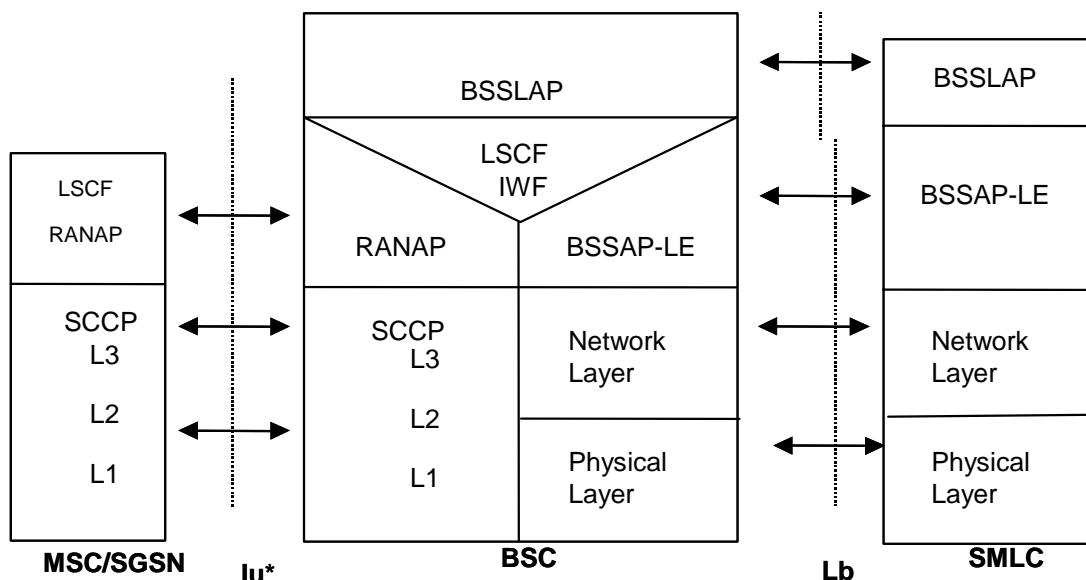 LSCF
RANAP
SCCP
L3
L2
L1
MSC/SGSN
Iu*
BSSLAP
LSCF
IWF
RANAP
BSSAP-LE
SCCP
L3
L2
L1
Network
Layer
Physical
Layer
BSC
Lb
BSSLAP
BSSAP-LE
Network
Layer
Physical
Layer
SMLC